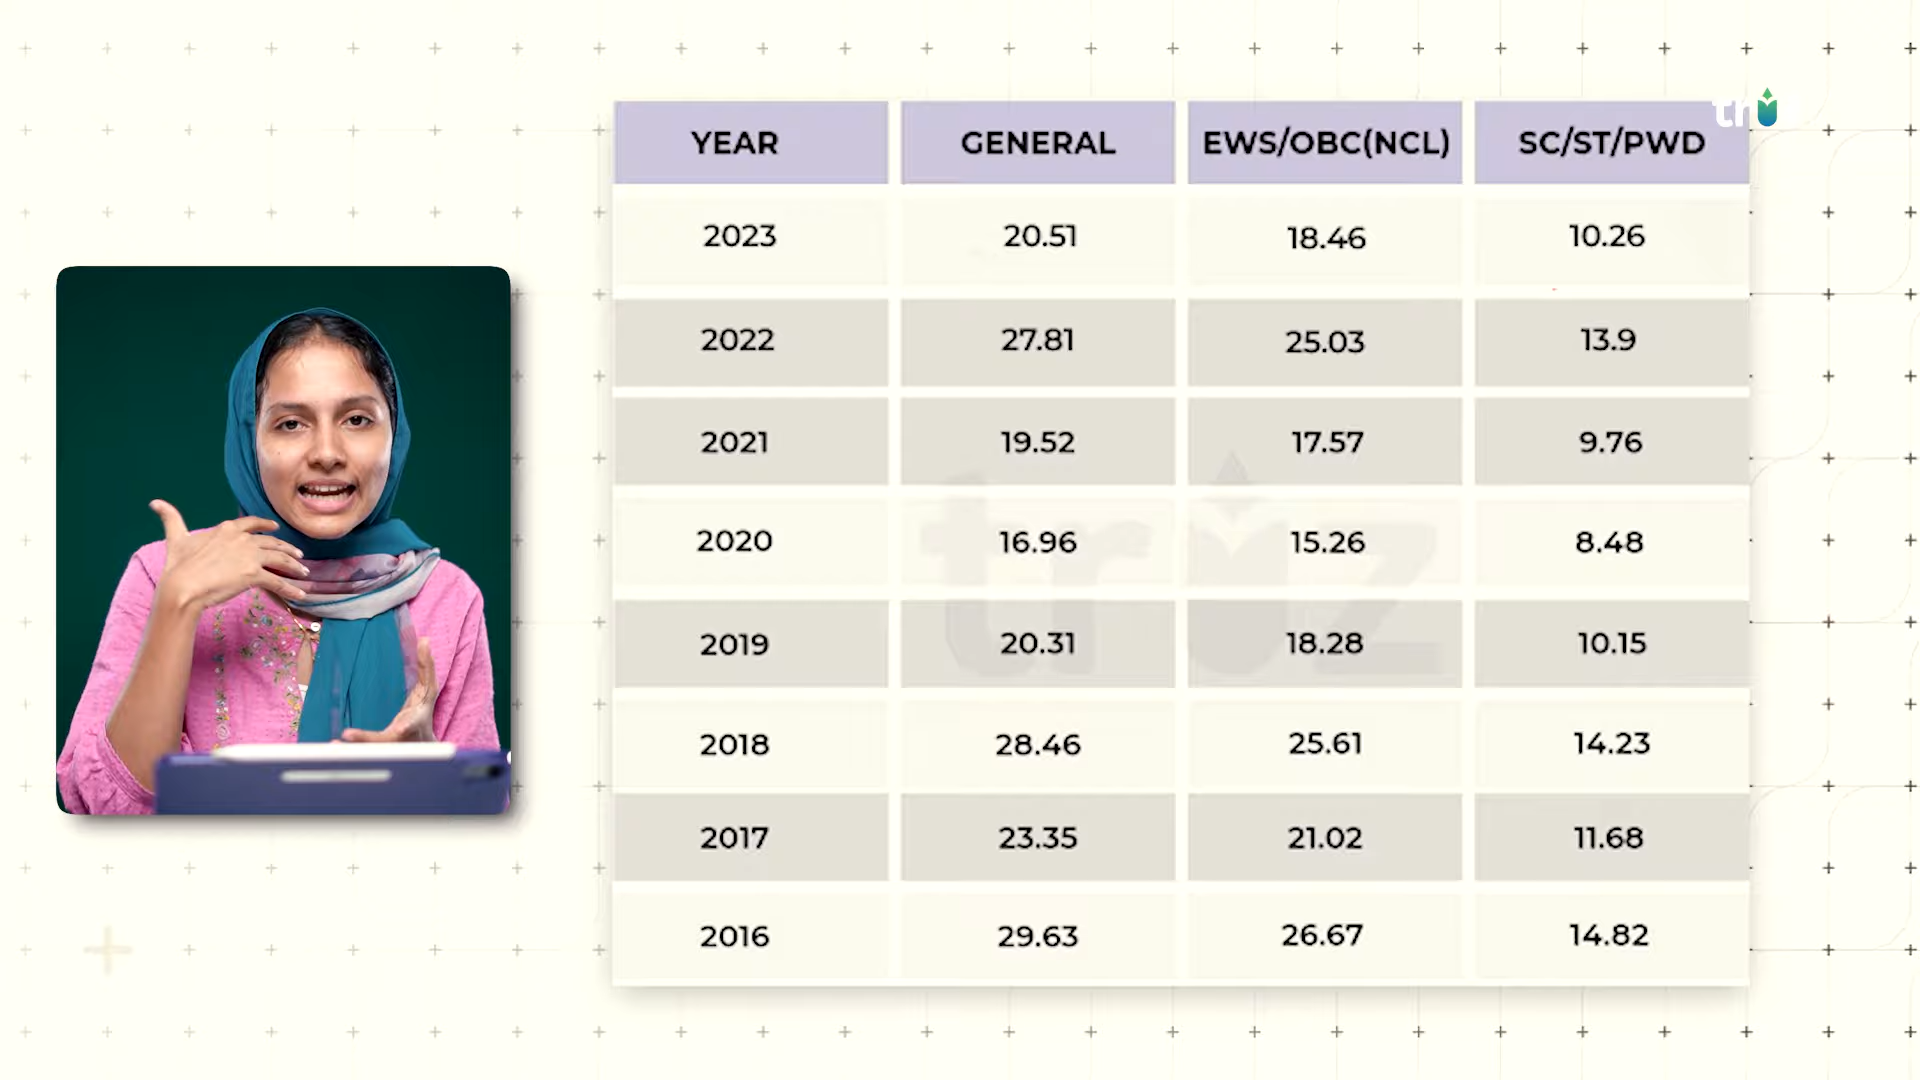 trü
YEAR GENERAL EWS/OBC(NCL) SC/ST/PWD
2023 20.51 18.46 10.26
2022 27.81 25.03 13.9
2021 19.52 17.57 9.76
2020 16.96 15.26 8.48
2019 20.31 18.28 10.15
2018 28.46 25.61 14.23
2017 23.35 21.02 11.68
2016 29.63 26.67 14.82
trüz